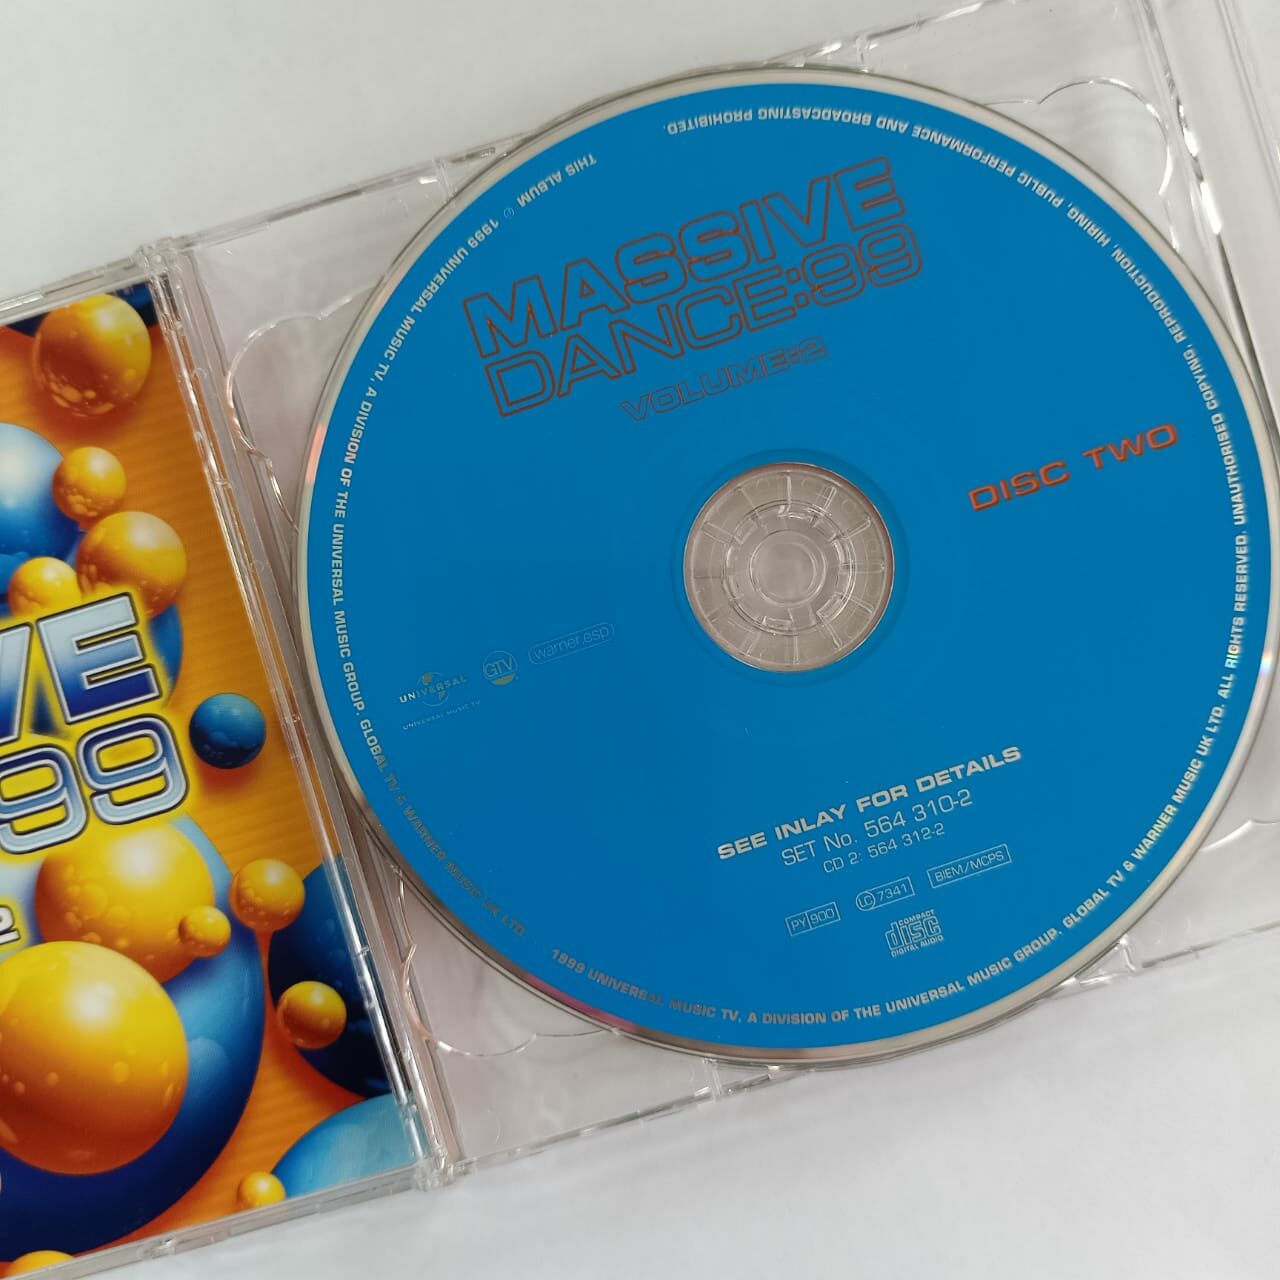 MASSIVE
DANCE:99
VOLUME:2
DISC TWO
UNIVERSAL
UNIVERSAL MUSIC TV
GTV
warner.esp
SEE INLAY FOR DETAILS
SET No. 564 310-2
CD 2: 564 312-2
PY 900
LC 7341
BIEM/MCPS
COMPACT
disc
DIGITAL AUDIO
THIS ALBUM ℗ 1999 UNIVERSAL MUSIC TV. A DIVISION OF THE UNIVERSAL MUSIC GROUP. GLOBAL TV & WARNER MUSIC UK LTD. © 1999 UNIVERSAL MUSIC TV. A DIVISION OF THE UNIVERSAL MUSIC GROUP. GLOBAL TV & WARNER MUSIC UK LTD. ALL RIGHTS RESERVED. UNAUTHORISED COPYING, REPRODUCTION, HIRING, PUBLIC PERFORMANCE AND BROADCASTING PROHIBITED.
VE
99
2